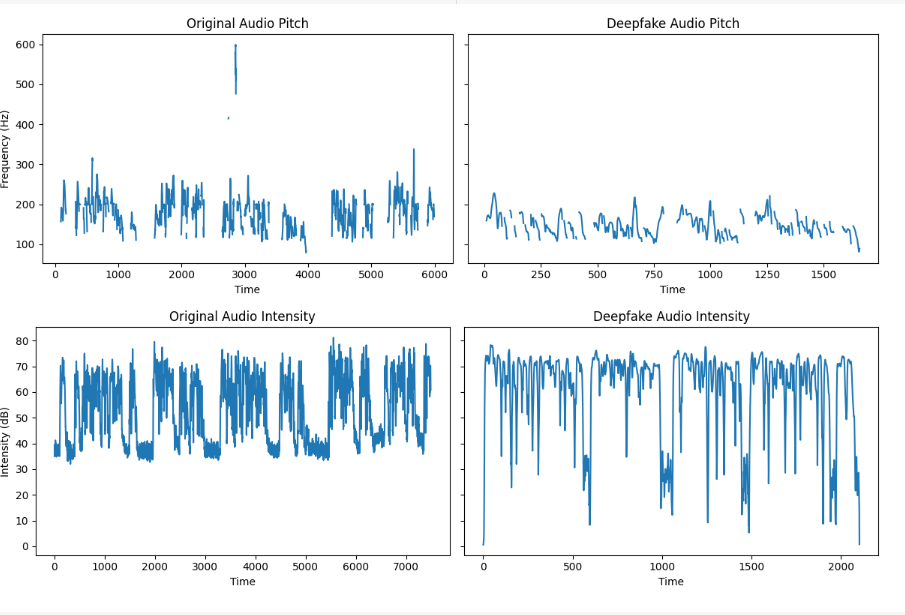 Original Audio Pitch
Deepfake Audio Pitch
Frequency (Hz)
600
500
400
300
200
100
0 1000 2000 3000 4000 5000 6000
0 250 500 750 1000 1250 1500
Time
Time
Original Audio Intensity
Deepfake Audio Intensity
Intensity (dB)
80
70
60
50
40
30
20
10
0
0 1000 2000 3000 4000 5000 6000 7000
0 500 1000 1500 2000
Time
Time